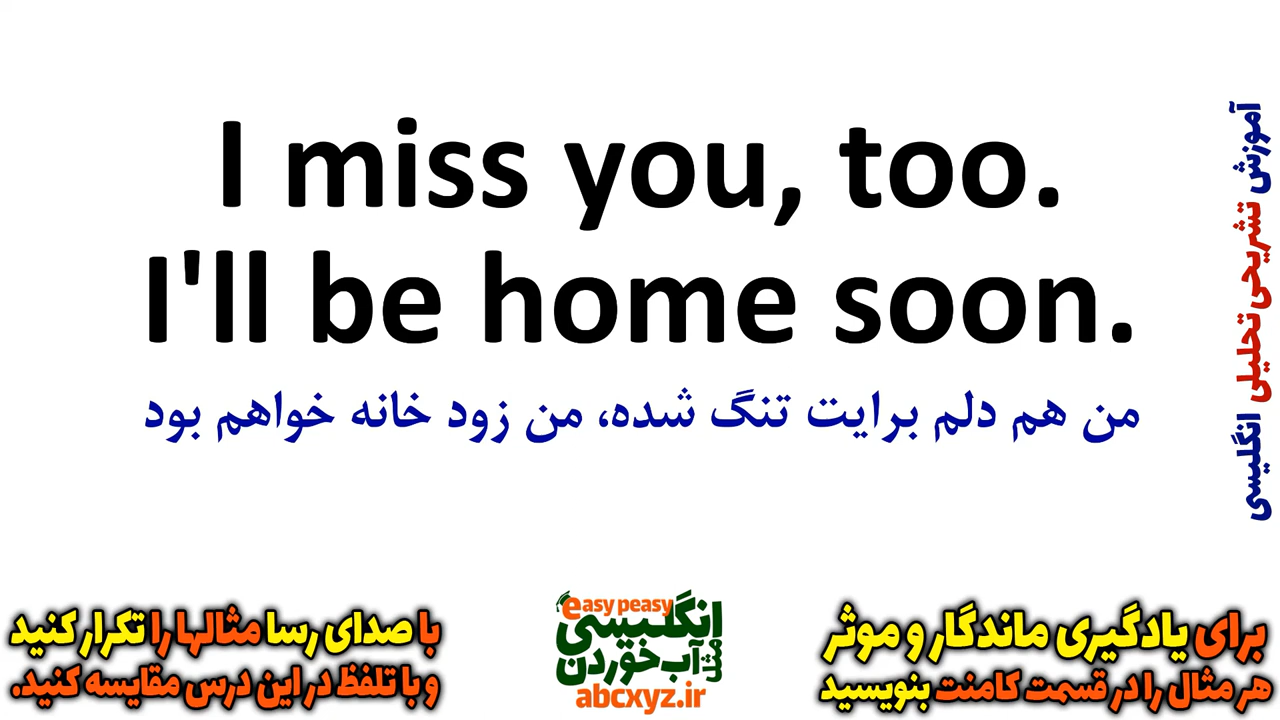 I miss you, too.
I'll be home soon.
من هم دلم برایت تنگ شده، من زود خانه خواهم بود
آموزش تشریحی تحلیلی انگلیسی
برای یادگیری ماندگار و موثر
هر مثال را در قسمت کامنت بنویسید
easy peasy
انگلیسی
مثل آب خوردن
abcxyz.ir
با صدای رسا مثالها را تکرار کنید
و با تلفظ در این درس مقایسه کنید.